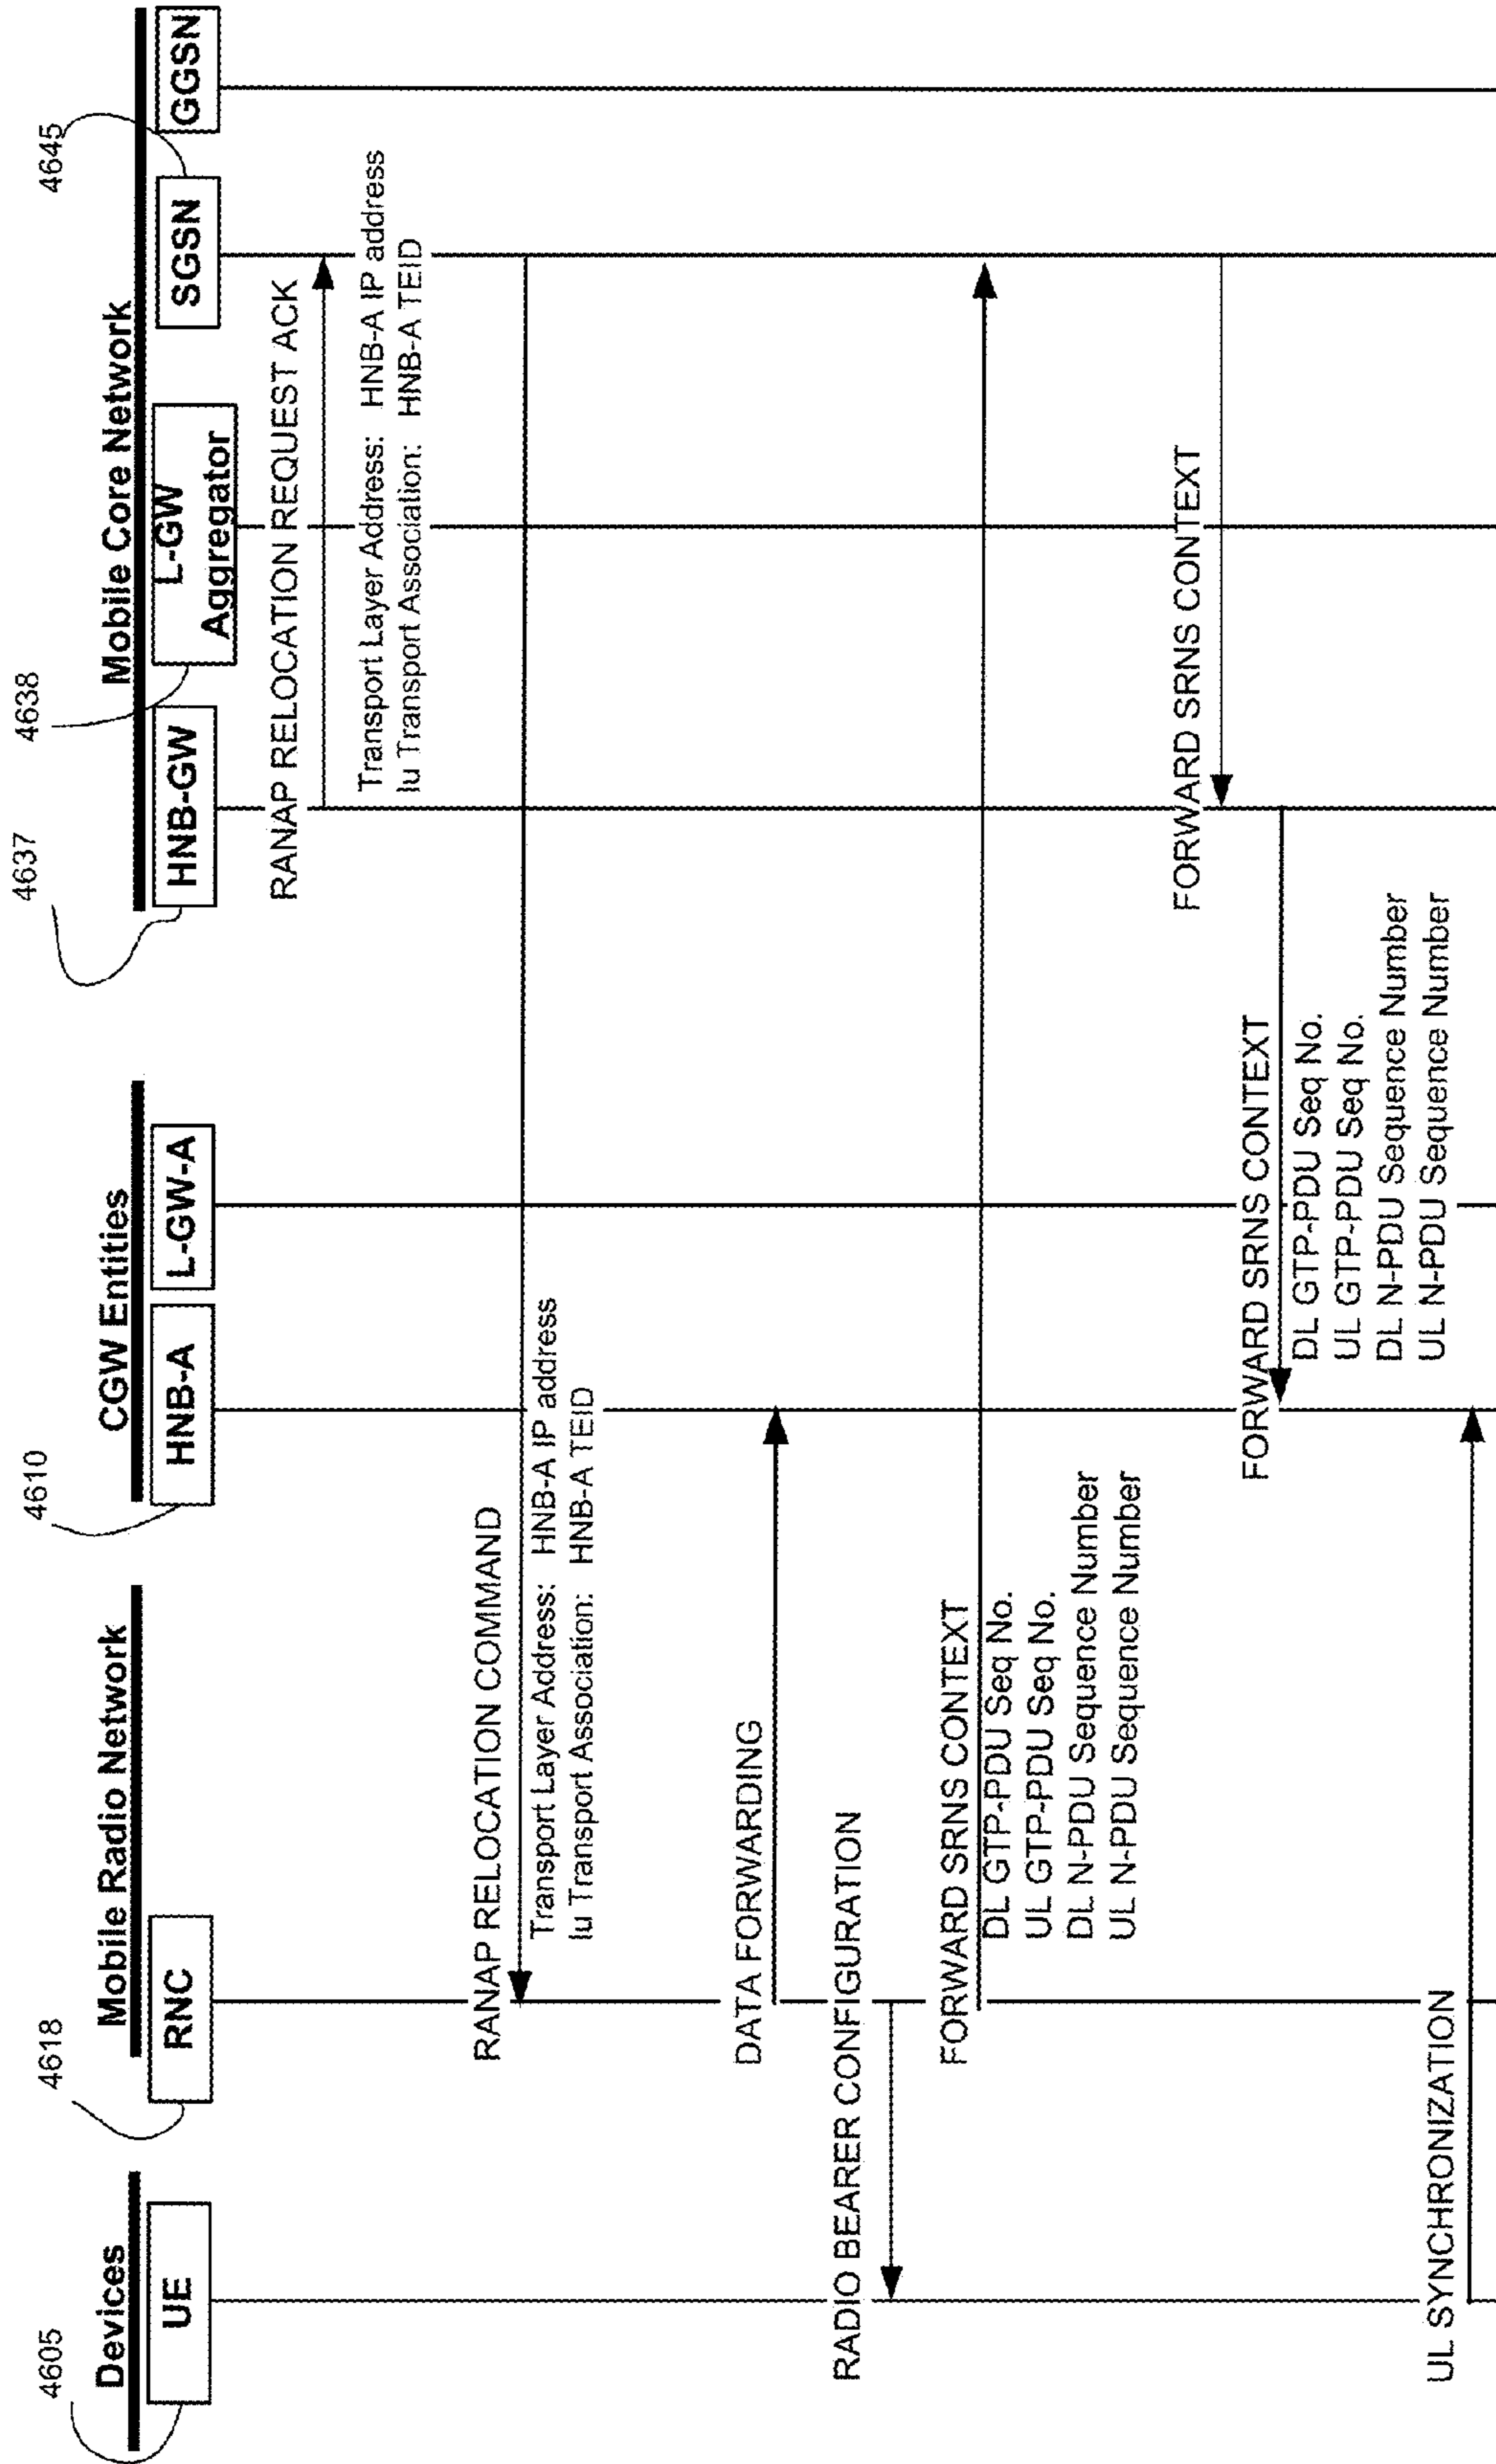 4605
4618
4610
4637
4638
4645
Devices
Mobile Radio Network
CGW Entities
Mobile Core Network
UE
RNC
HNB-A
L-GW-A
HNB-GW
L-GW
Aggregator
SGSN
GGSN
RANAP RELOCATION REQUEST ACK
Transport Layer Address: HNB-A IP address
Iu Transport Association: HNB-A TEID
RANAP RELOCATION COMMAND
Transport Layer Address: HNB-A IP address
Iu Transport Association: HNB-A TEID
DATA FORWARDING
RADIO BEARER CONFIGURATION
FORWARD SRNS CONTEXT
DL GTP-PDU Seq No.
UL GTP-PDU Seq No.
DL N-PDU Sequence Number
UL N-PDU Sequence Number
FORWARD SRNS CONTEXT
FORWARD SRNS CONTEXT
DL GTP-PDU Seq No.
UL GTP-PDU Seq No.
DL N-PDU Sequence Number
UL N-PDU Sequence Number
UL SYNCHRONIZATION